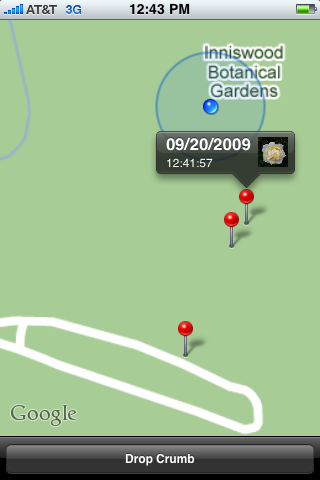 AT&T 3G 12:43 PM
Inniswood
Botanical
Gardens
09/20/2009
12:41:57
Google
Drop Crumb